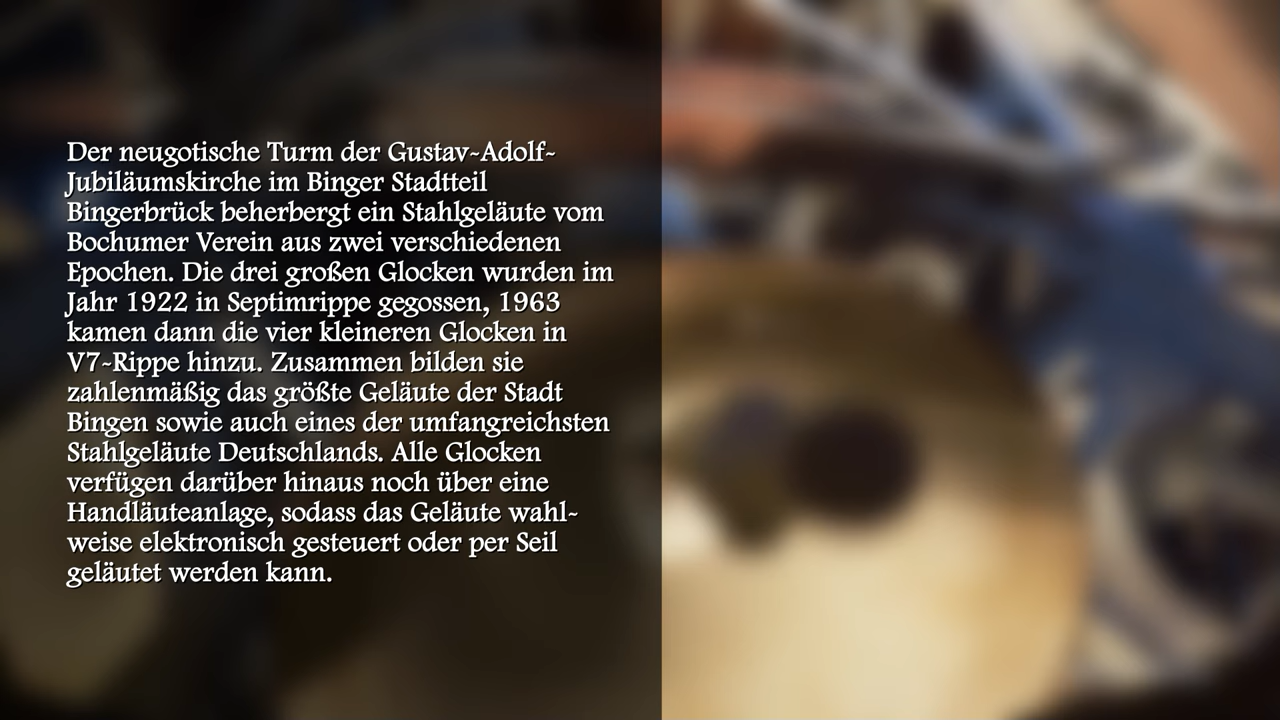 Der neugotische Turm der Gustav-Adolf-
Jubiläumskirche im Binger Stadtteil
Bingerbrück beherbergt ein Stahlgeläute vom
Bochumer Verein aus zwei verschiedenen
Epochen. Die drei großen Glocken wurden im
Jahr 1922 in Septimrippe gegossen, 1963
kamen dann die vier kleineren Glocken in
V7-Rippe hinzu. Zusammen bilden sie
zahlenmäßig das größte Geläute der Stadt
Bingen sowie auch eines der umfangreichsten
Stahlgeläute Deutschlands. Alle Glocken
verfügen darüber hinaus noch über eine
Handläuteanlage, sodass das Geläute wahl-
weise elektronisch gesteuert oder per Seil
geläutet werden kann.